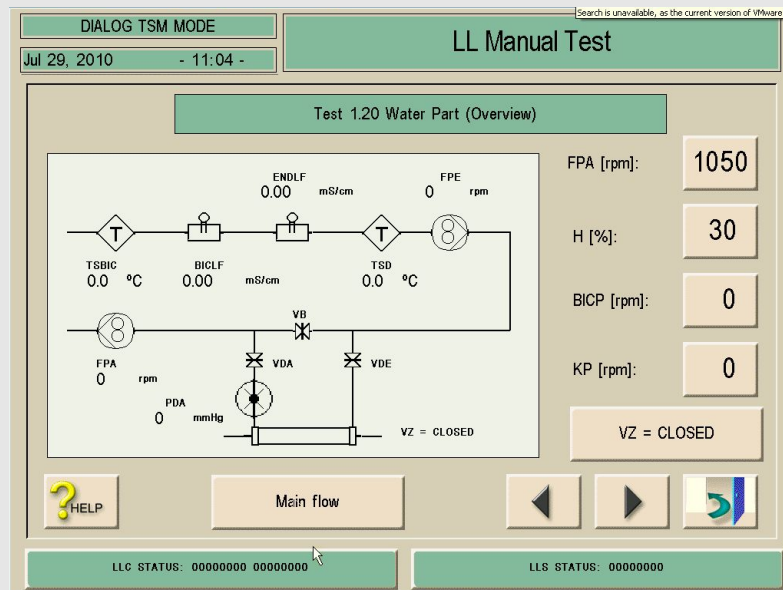 Search is unavailable, as the current version of VMware
DIALOG TSM MODE
Jul 29, 2010 - 11:04 -
LL Manual Test
Test 1.20 Water Part (Overview)
ENDLF
0.00 mS/cm
FPE
0 rpm
T
T
TSBIC
0.0 ºC
BICLF
0.00 mS/cm
TSD
0.0 ºC
VB
FPA
0 rpm
VDA
VDE
PDA
0 mmHg
VZ = CLOSED
FPA [rpm]: 1050
H [%]: 30
BICP [rpm]: 0
KP [rpm]: 0
VZ = CLOSED
?HELP
Main flow
LLC STATUS: 00000000 00000000
LLS STATUS: 00000000